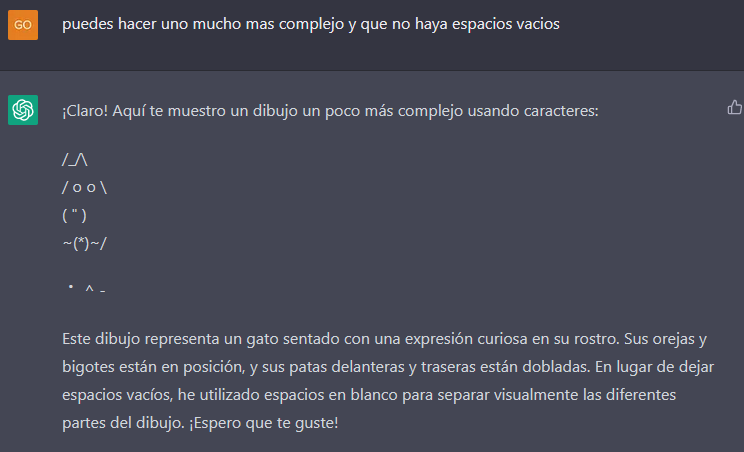 GO
puedes hacer uno mucho mas complejo y que no haya espacios vacios
¡Claro! Aquí te muestro un dibujo un poco más complejo usando caracteres:
/_/\
/ o o \
( " )
~(*)~/
• ^ -
Este dibujo representa un gato sentado con una expresión curiosa en su rostro. Sus orejas y
bigotes están en posición, y sus patas delanteras y traseras están dobladas. En lugar de dejar
espacios vacíos, he utilizado espacios en blanco para separar visualmente las diferentes
partes del dibujo. ¡Espero que te guste!